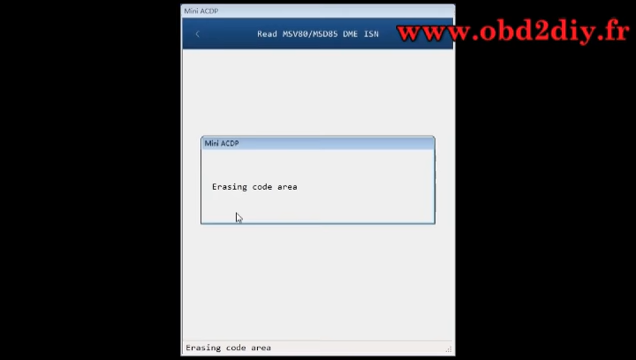 Mini ACDP
Read MSV80/MSD85 DME ISN
www.obd2diy.fr
Mini ACDP
Erasing code area
Erasing code area